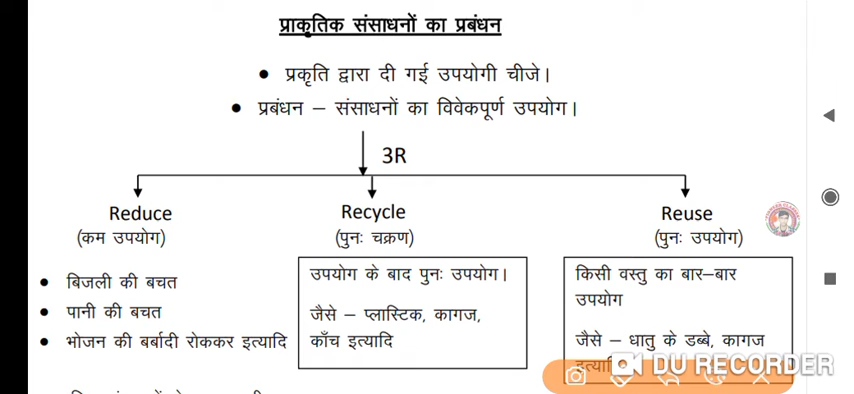 प्राकृतिक संसाधनों का प्रबंधन
• प्रकृति द्वारा दी गई उपयोगी चीजे।
• प्रबंधन – संसाधनों का विवेकपूर्ण उपयोग।
3R
Reduce
(कम उपयोग)
• बिजली की बचत
• पानी की बचत
• भोजन की बर्बादी रोककर इत्यादि
Recycle
(पुनः चक्रण)
उपयोग के बाद पुनः उपयोग।
जैसे – प्लास्टिक, कागज,
काँच इत्यादि
Reuse
(पुनः उपयोग)
किसी वस्तु का बार–बार
उपयोग
जैसे – धातु के डब्बे, कागज
DU RECORDER